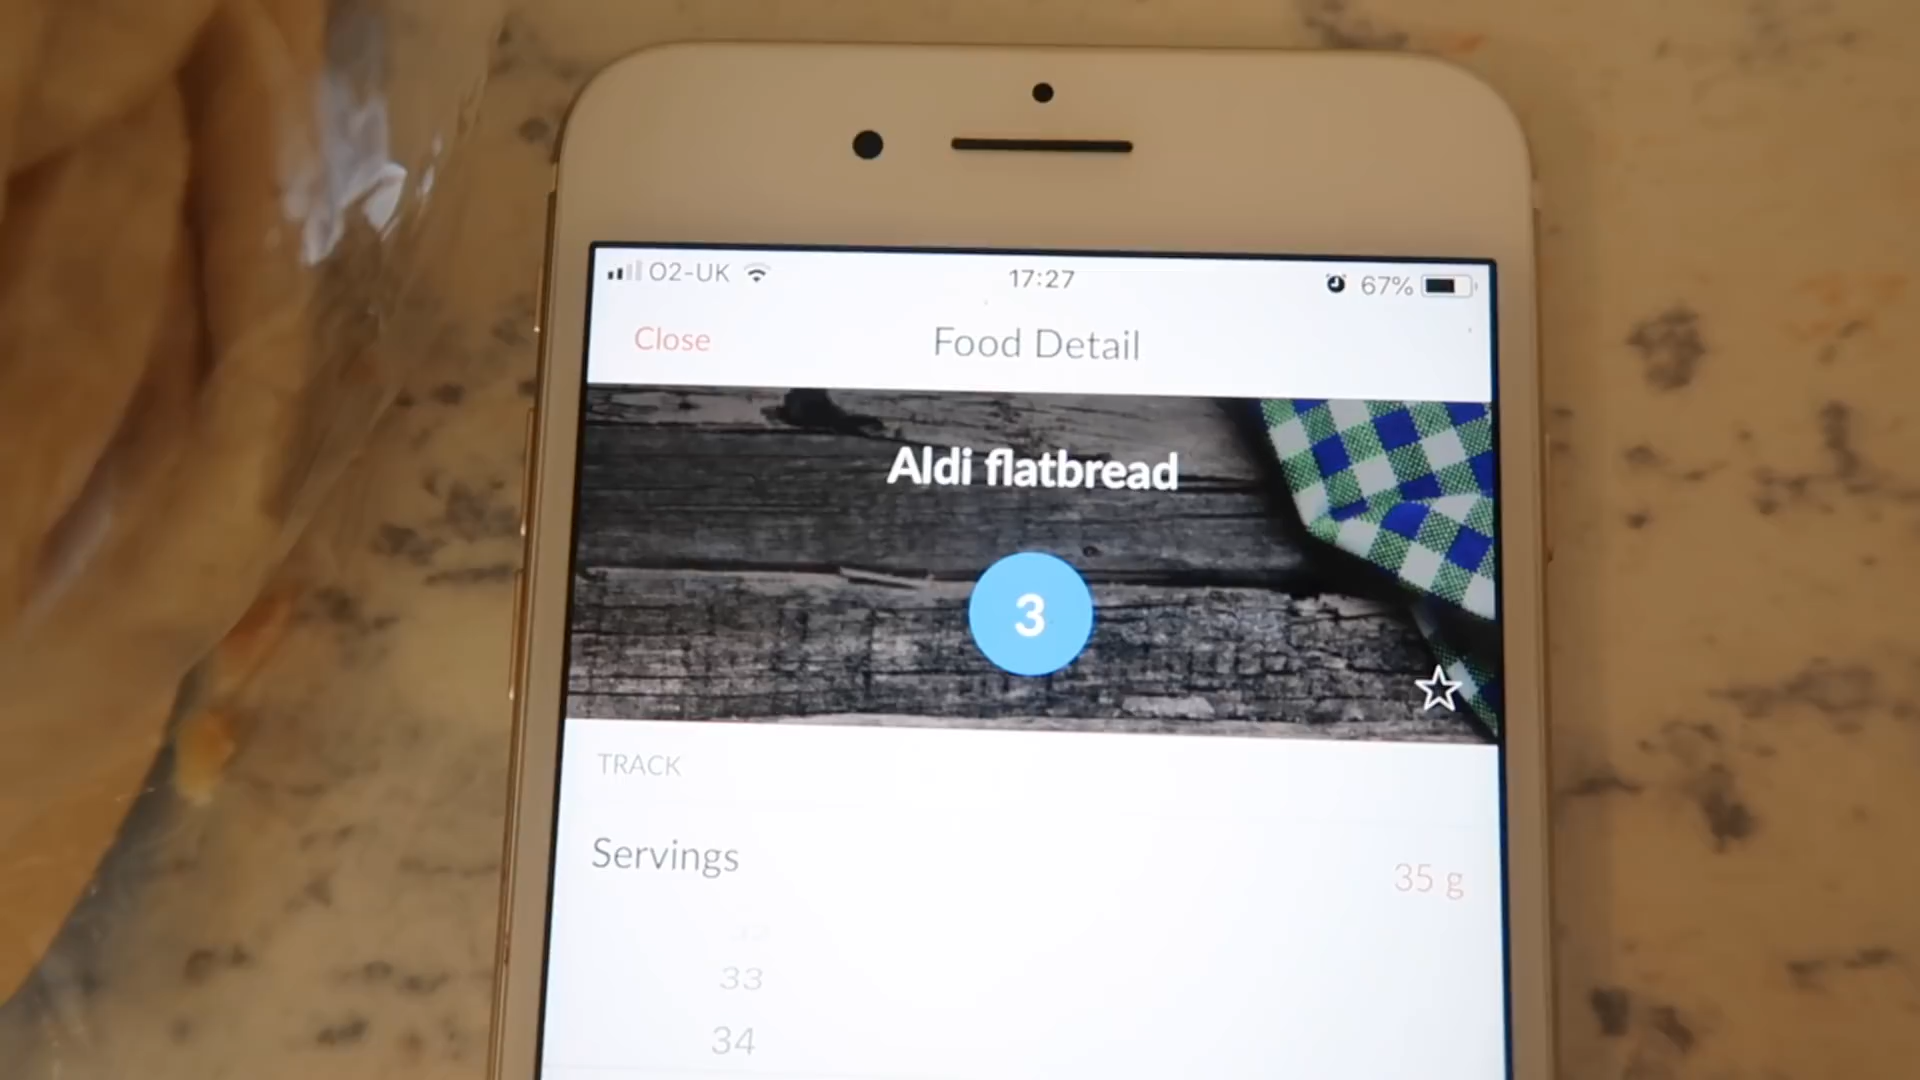 O2-UK 17:27 67%
Close Food Detail
Aldi flatbread
3
TRACK
Servings 35 g
33
34